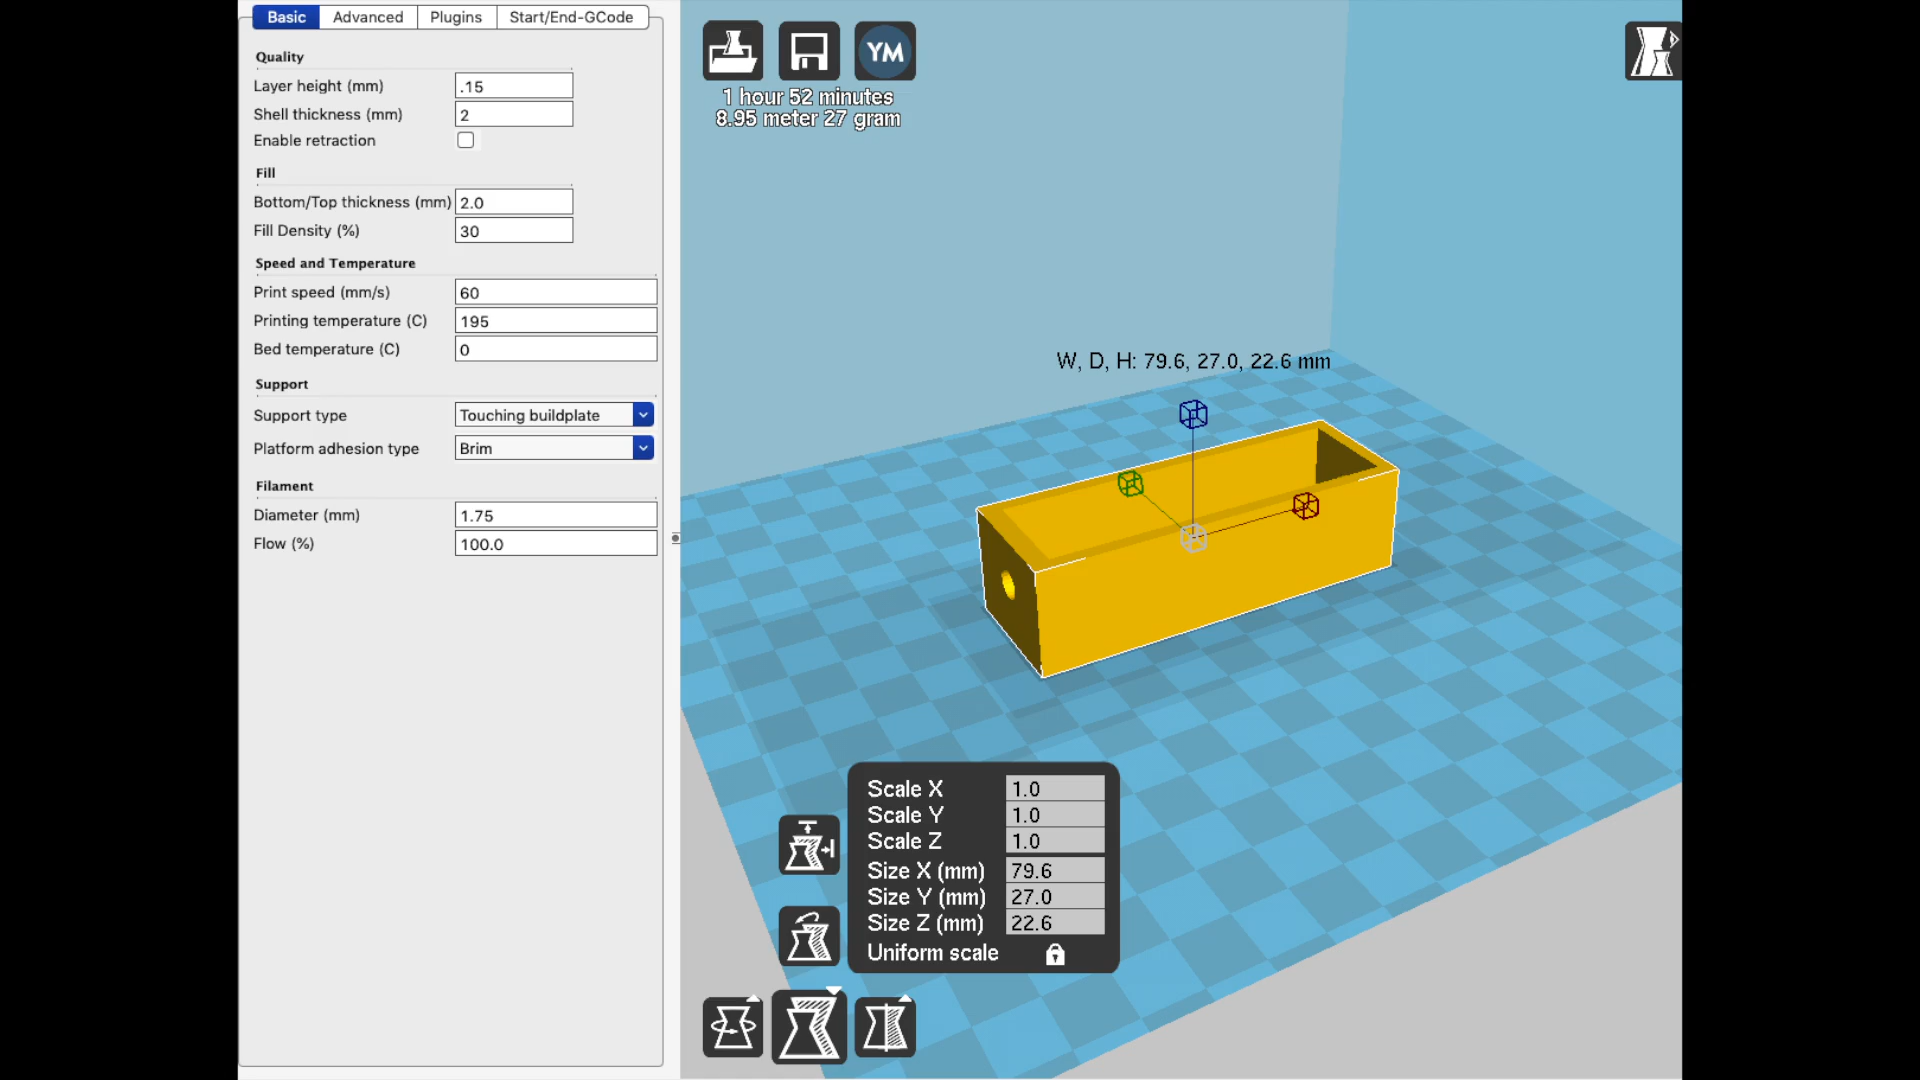 Basic
Advanced
Plugins
Start/End-GCode
Quality
Layer height (mm)
.15
Shell thickness (mm)
2
Enable retraction
Fill
Bottom/Top thickness (mm)
2.0
Fill Density (%)
30
Speed and Temperature
Print speed (mm/s)
60
Printing temperature (C)
195
Bed temperature (C)
0
Support
Support type
Touching buildplate
Platform adhesion type
Brim
Filament
Diameter (mm)
1.75
Flow (%)
100.0
YM
1 hour 52 minutes
8.95 meter 27 gram
W, D, H: 79.6, 27.0, 22.6 mm
Scale X
1.0
Scale Y
1.0
Scale Z
1.0
Size X (mm)
79.6
Size Y (mm)
27.0
Size Z (mm)
22.6
Uniform scale